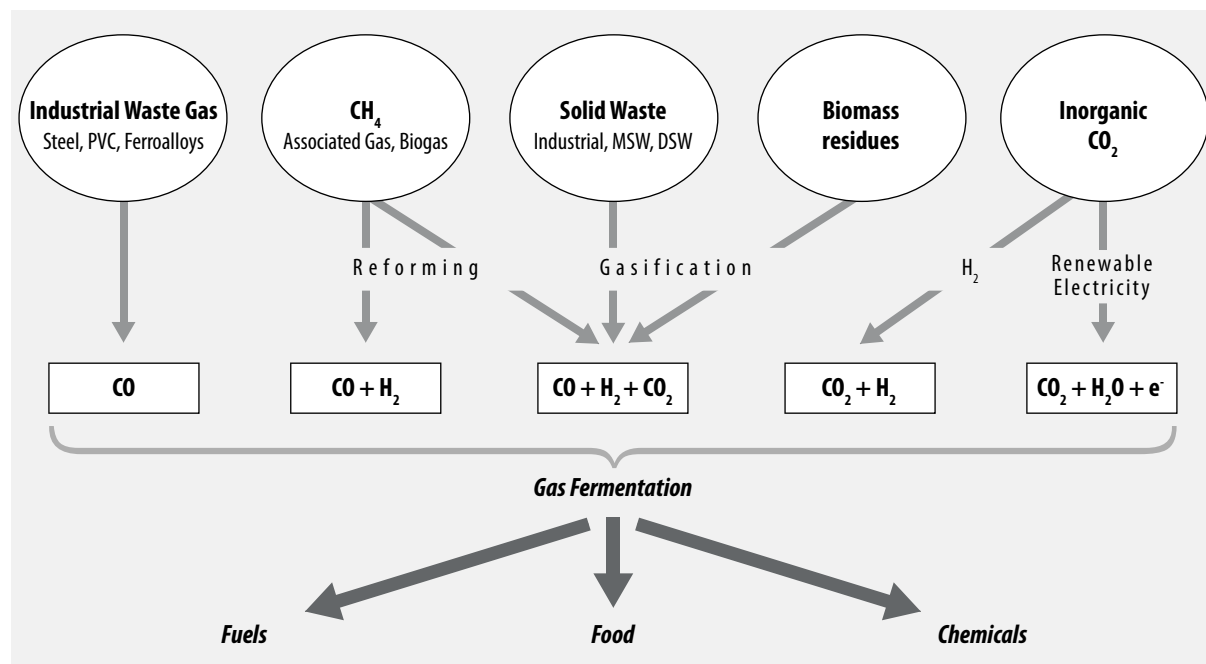 Industrial Waste Gas
Steel, PVC, Ferroalloys
CH₄
Associated Gas, Biogas
Solid Waste
Industrial, MSW, DSW
Biomass
residues
Inorganic
CO₂
Reforming
Gasification
H₂
Renewable
Electricity
CO
CO + H₂
CO + H₂ + CO₂
CO₂ + H₂
CO₂ + H₂O + e⁻
Gas Fermentation
Fuels
Food
Chemicals